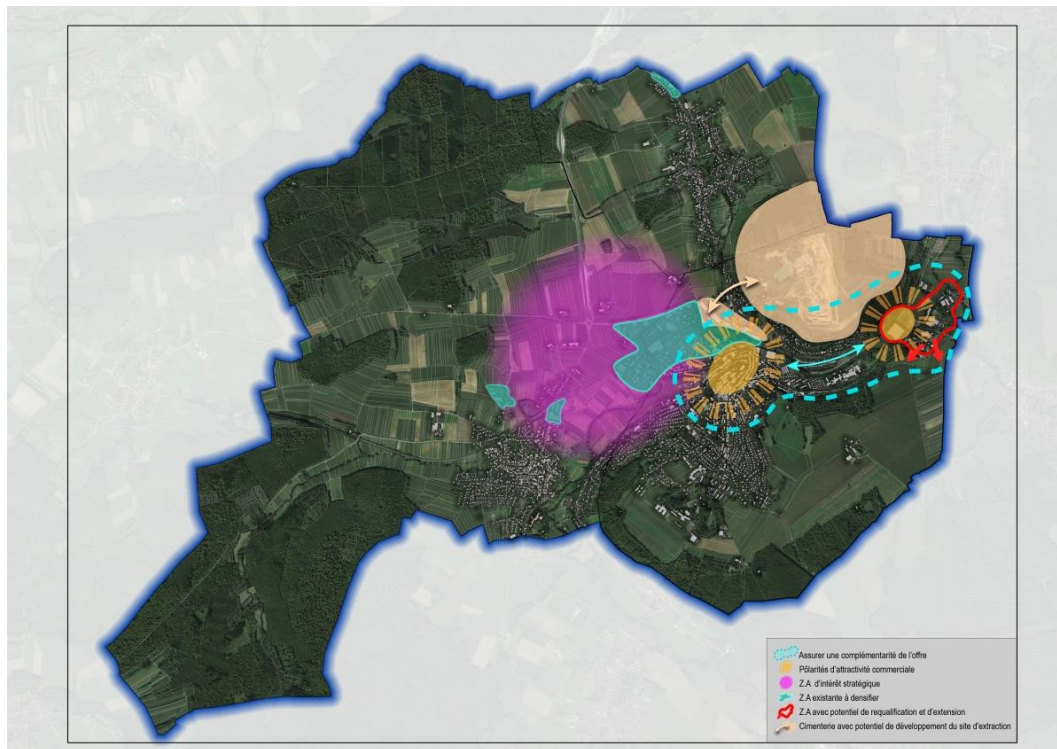 Assurer une complémentarité de l'offre
Pôlarités d'attractivité commerciale
Z.A d'intérêt stratégique
Z.A existante à densifier
Z.A avec potentiel de requalification et d'extension
Cimenterie avec potentiel de développement du site d'extraction